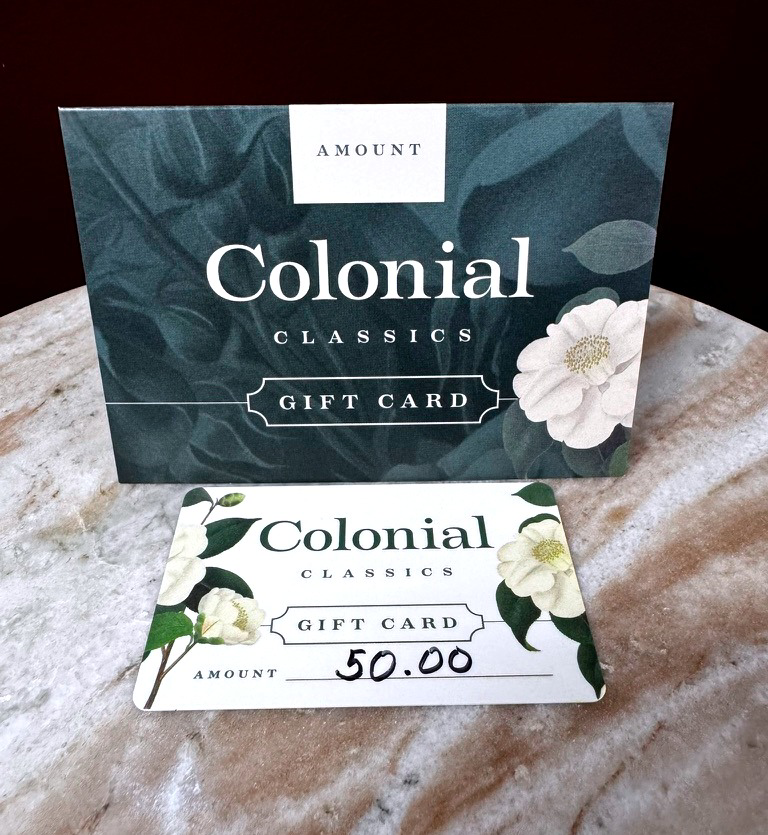 AMOUNT
Colonial
CLASSICS
GIFT CARD
Colonial
CLASSICS
GIFT CARD
AMOUNT 50.00